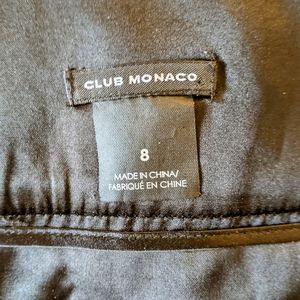 CLUB MONACO
8
MADE IN CHINA/
FABRIQUÉ EN CHINE